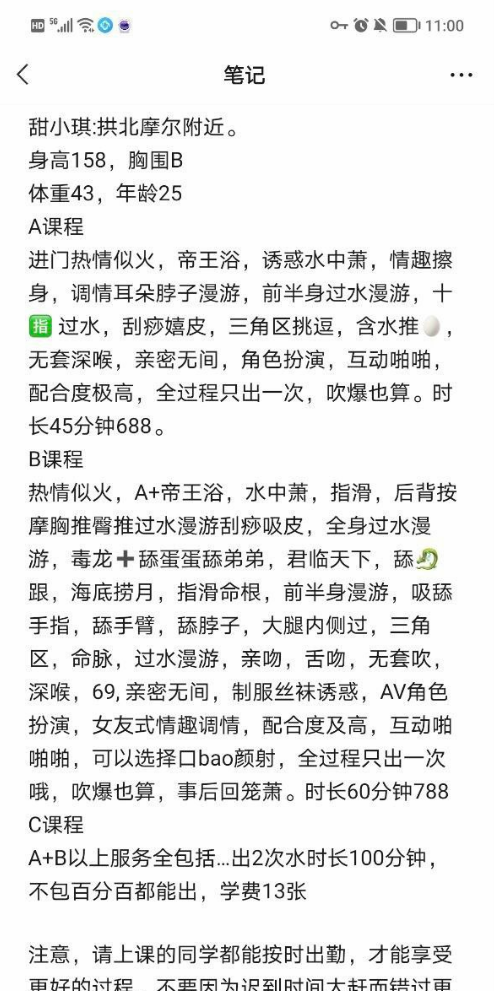 HD 5G 11:00
笔记
甜小琪:拱北摩尔附近。
身高158，胸围B
体重43，年龄25
A课程
进门热情似火，帝王浴，诱惑水中萧，情趣擦
身，调情耳朵脖子漫游，前半身过水漫游，十
指 过水，刮痧嬉皮，三角区挑逗，含水推🥚，
无套深喉，亲密无间，角色扮演，互动啪啪，
配合度极高，全过程只出一次，吹爆也算。时
长45分钟688。
B课程
热情似火，A+帝王浴，水中萧，指滑，后背按
摩胸推臀推过水漫游刮痧吸皮，全身过水漫
游，毒龙➕舔蛋蛋舔弟弟，君临天下，舔🐉
跟，海底捞月，指滑命根，前半身漫游，吸舔
手指，舔手臂，舔脖子，大腿内侧过，三角
区，命脉，过水漫游，亲吻，舌吻，无套吹，
深喉，69, 亲密无间，制服丝袜诱惑，AV角色
扮演，女友式情趣调情，配合度及高，互动啪
啪啪，可以选择口bao颜射，全过程只出一次
哦，吹爆也算，事后回笼萧。时长60分钟788
C课程
A+B以上服务全包括...出2次水时长100分钟，
不包百分百都能出，学费13张
注意，请上课的同学都能按时出勤，才能享受
更好的过程，不要因为迟到时间太赶而错过更